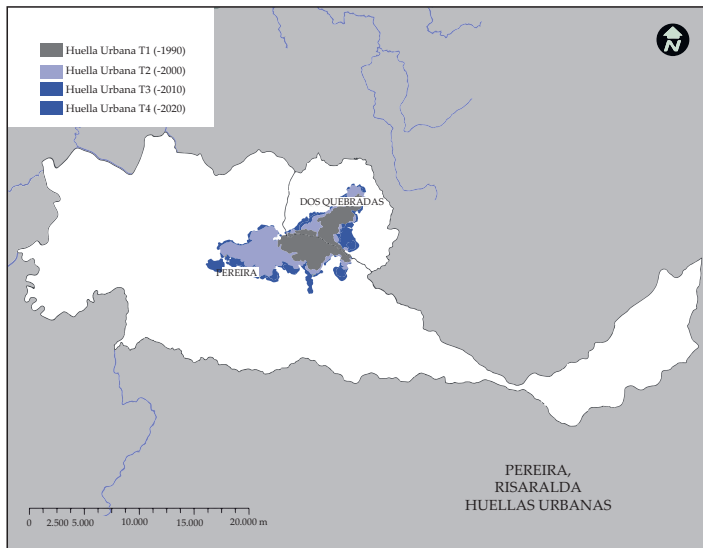 Huella Urbana T1 (-1990)
Huella Urbana T2 (-2000)
Huella Urbana T3 (-2010)
Huella Urbana T4 (-2020)
N
DOS QUEBRADAS
PEREIRA
PEREIRA,
RISARALDA
HUELLAS URBANAS
0 2.500 5.000 10.000 15.000 20.000 m